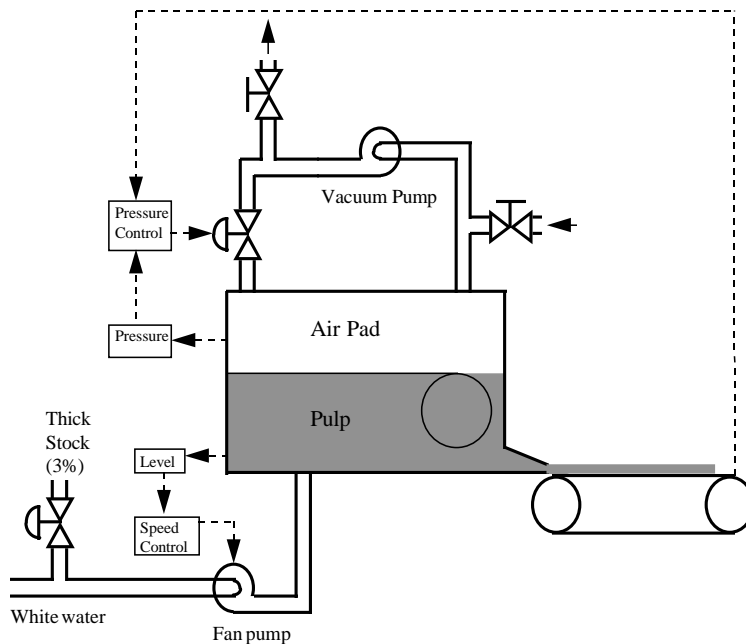 Vacuum Pump
Pressure
Control
Air Pad
Pressure
Thick
Stock
(3%)
Pulp
Level
Speed
Control
White water
Fan pump